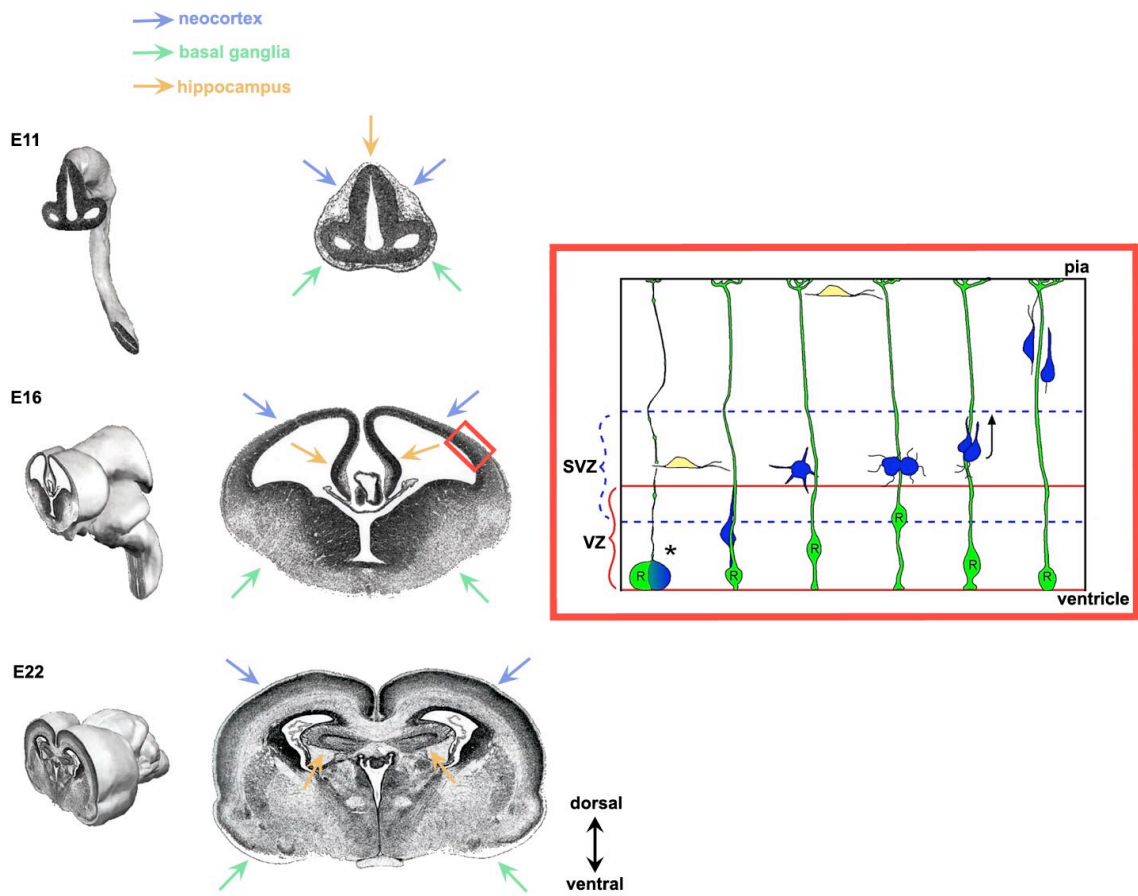 neocortex
basal ganglia
hippocampus
E11
E16
pia
SVZ
VZ
*
R
R
R
R
R
R
ventricle
E22
dorsal
ventral